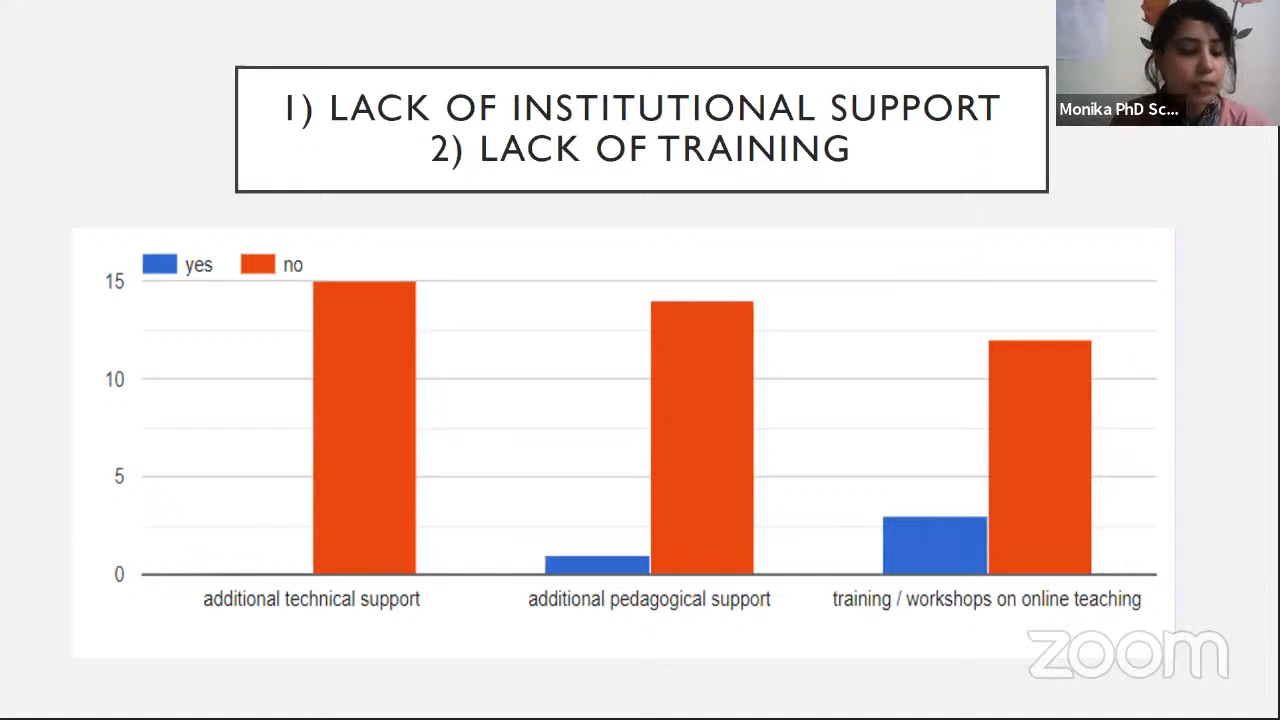 1) LACK OF INSTITUTIONAL SUPPORT
2) LACK OF TRAINING
Monika PhD Sc...
yes no
15
10
5
0
additional technical support additional pedagogical support training / workshops on online teaching
zoom